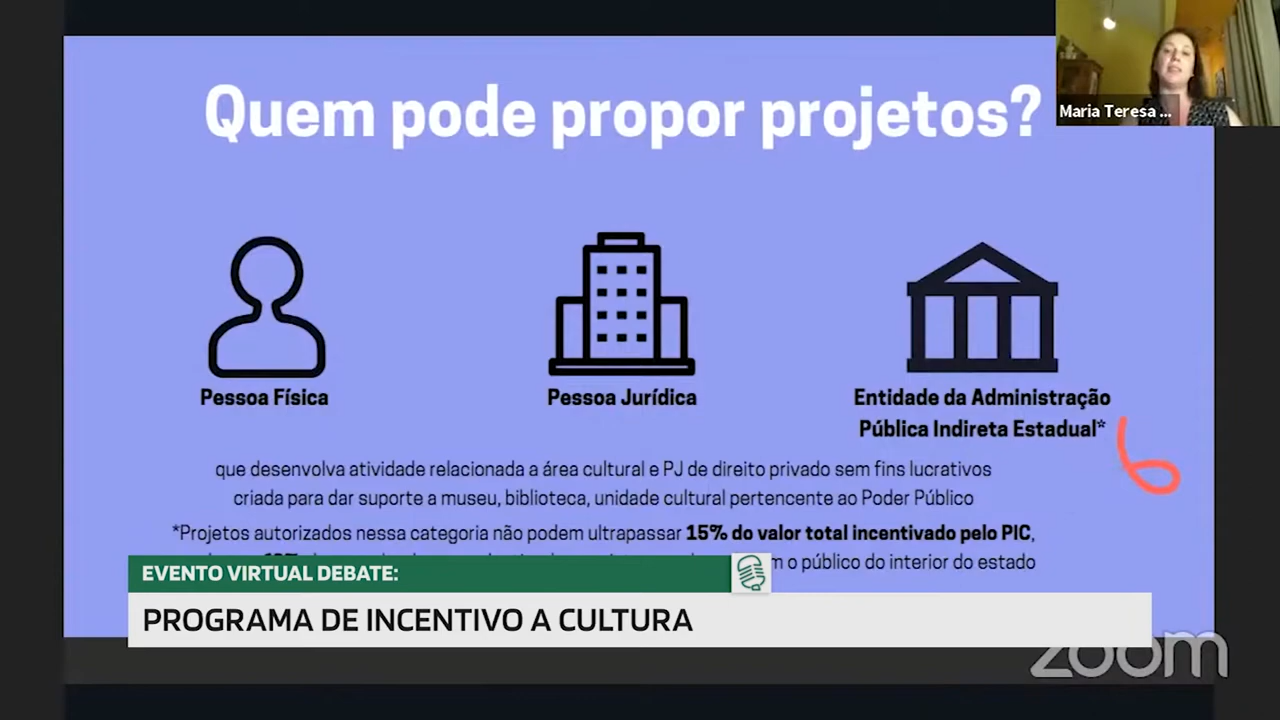 Quem pode propor projetos?
Maria Teresa ...
Pessoa Física
Pessoa Jurídica
Entidade da Administração
Pública Indireta Estadual*
que desenvolva atividade relacionada a área cultural e PJ de direito privado sem fins lucrativos
criada para dar suporte a museu, biblioteca, unidade cultural pertencente ao Poder Público
*Projetos autorizados nessa categoria não podem ultrapassar 15% do valor total incentivado pelo PIC,
o público do interior do estado
EVENTO VIRTUAL DEBATE:
PROGRAMA DE INCENTIVO A CULTURA
zoom